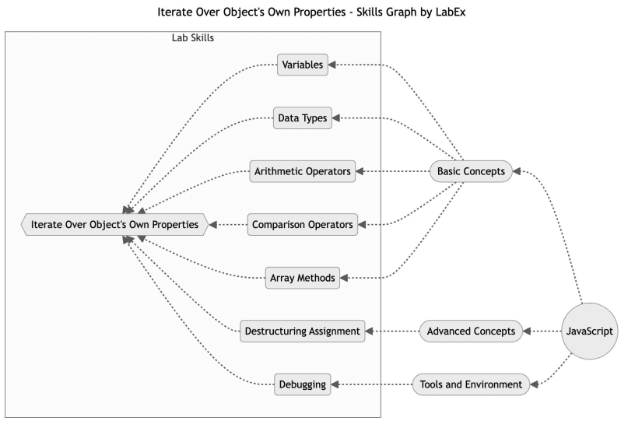 Iterate Over Object's Own Properties - Skills Graph by LabEx
Lab Skills
Variables
Data Types
Arithmetic Operators
Basic Concepts
Iterate Over Object's Own Properties
Comparison Operators
Array Methods
Destructuring Assignment
Advanced Concepts
JavaScript
Debugging
Tools and Environment